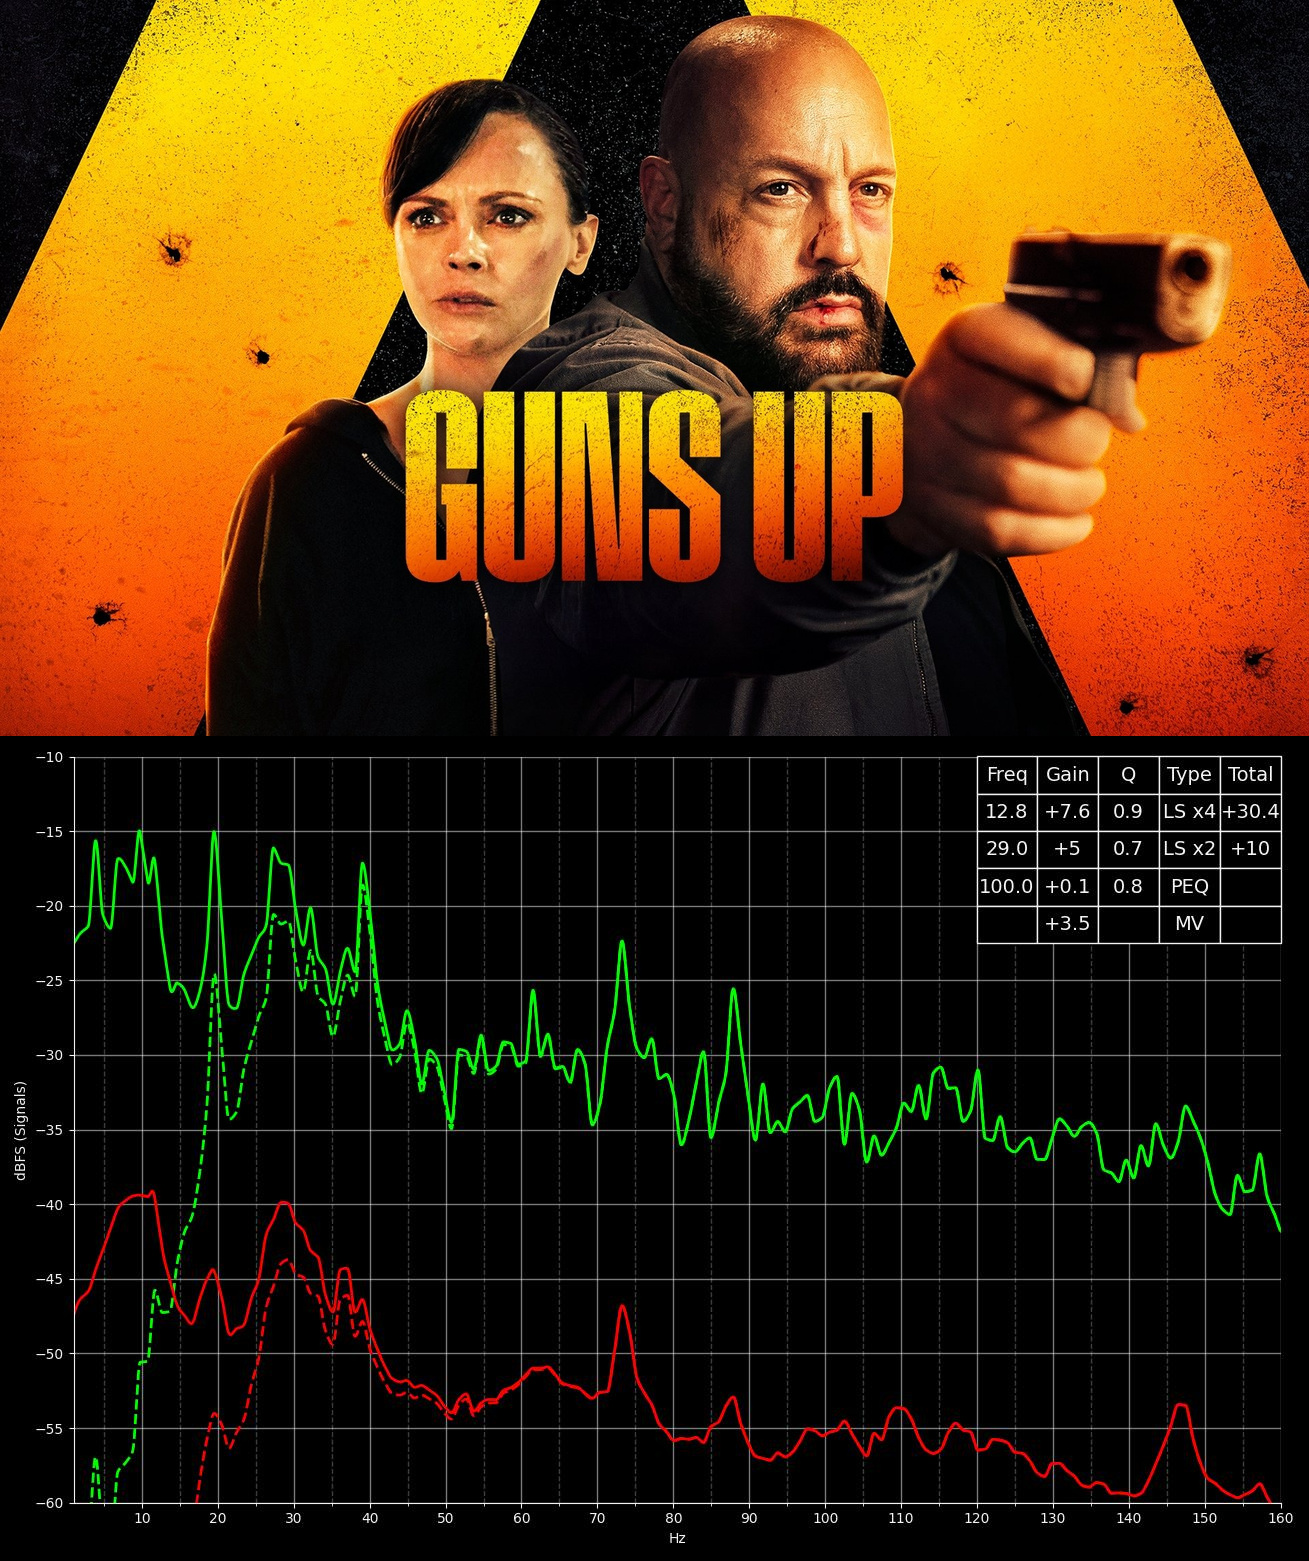 GUNS UP
Freq Gain Q Type Total
12.8 +7.6 0.9 LS x4 +30.4
29.0 +5 0.7 LS x2 +10
100.0 +0.1 0.8 PEQ
+3.5 MV
−10
−15
−20
−25
−30
−35
−40
−45
−50
−55
−60
dBFS (Signals)
10 20 30 40 50 60 70 80 90 100 110 120 130 140 150 160
Hz